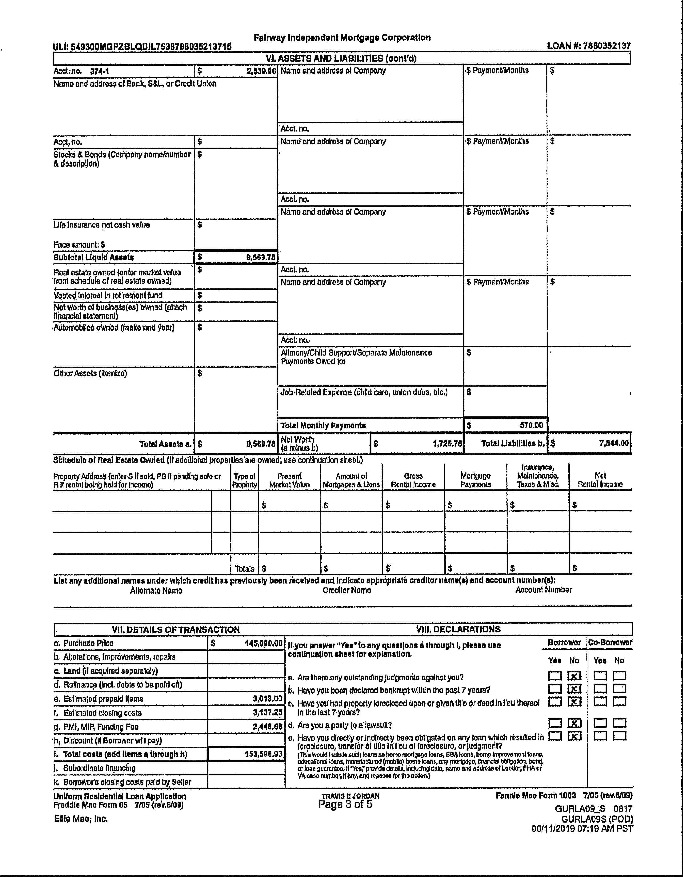 Fairway Independent Mortgage Corporation
ULI: 549300MGPZBLQDIL7538786035213716 LOAN #: 7860352137
VI. ASSETS AND LIABILITIES (cont'd)
Acct. no. 374-1 $ Name and address of Company $ Payment/Months $
Name and address of Bank, S&L, or Credit Union
Acct. no.
Acct. no. $ Name and address of Company $ Payment/Months $
Stocks & Bonds (Company name/number & description) $
Acct. no.
Name and address of Company $ Payment/Months $
Life insurance net cash value $
Face amount: $
Subtotal Liquid Assets $ 9,569.78
Acct. no.
Real estate owned (enter market value from schedule of real estate owned) $
Name and address of Company $ Payment/Months $
Vested interest in retirement fund $
Net worth of business(es) owned (attach financial statement) $
Automobiles owned (make and year) $
Acct. no.
Alimony/Child Support/Separate Maintenance Payments Owed to: $
Other Assets (itemize) $
Job-Related Expense (child care, union dues, etc.) $
Total Monthly Payments $ 570.00
Total Assets a. $ 9,569.78 Net Worth (a minus b) $ 1,725.78 Total Liabilities b. $ 7,844.00
Schedule of Real Estate Owned (If additional properties are owned, use continuation sheet.)
Property Address (enter S if sold, PS if pending sale or R if rental being held for income) Type of Property Present Market Value Amount of Mortgages & Liens Gross Rental Income Mortgage Payments Insurance, Maintenance, Taxes & Misc. Net Rental Income
$ $ $ $ $ $
Totals $ $ $ $ $ $
List any additional names under which credit has previously been received and indicate appropriate creditor name(s) and account number(s):
Alternate Name Creditor Name Account Number
VII. DETAILS OF TRANSACTION VIII. DECLARATIONS
a. Purchase Price $ 145,000.00
b. Alterations, improvements, repairs
c. Land (if acquired separately)
d. Refinance (incl. debts to be paid off)
e. Estimated prepaid items 3,013.00
f. Estimated closing costs 3,137.25
g. PMI, MIP, Funding Fee
h. Discount (if Borrower will pay)
i. Total costs (add items a through h)
j. Subordinate financing
k. Borrower's closing costs paid by Seller
If you answer "Yes" to any questions a through i, please use continuation sheet for explanation.
Borrower Co-Borrower
Yes No Yes No
a. Are there any outstanding judgments against you?
b. Have you been declared bankrupt within the past 7 years?
c. Have you had property foreclosed upon or given title or deed in lieu thereof in the last 7 years?
d. Are you a party to a lawsuit?
e. Have you directly or indirectly been obligated on any loan which resulted in foreclosure, transfer of title in lieu of foreclosure, or judgment?
(This would include such loans as home mortgage loans, SBA loans, home improvement loans, educational loans, manufactured (mobile) home loans, any mortgage, financial obligation, bond, or loan guarantee. If "Yes," provide details, including date, name and address of Lender, FHA or VA case number, if any, and reasons for the action.)
Uniform Residential Loan Application
Freddie Mac Form 65 7/05 (rev.6/09)
TRAVIS E JORDAN
Page 3 of 5
Fannie Mae Form 1003 7/05 (rev.6/09)
Ellie Mae, Inc.
GURLA09_S 0817
GURLA09S (POD)
06/11/2019 07:19 AM PST